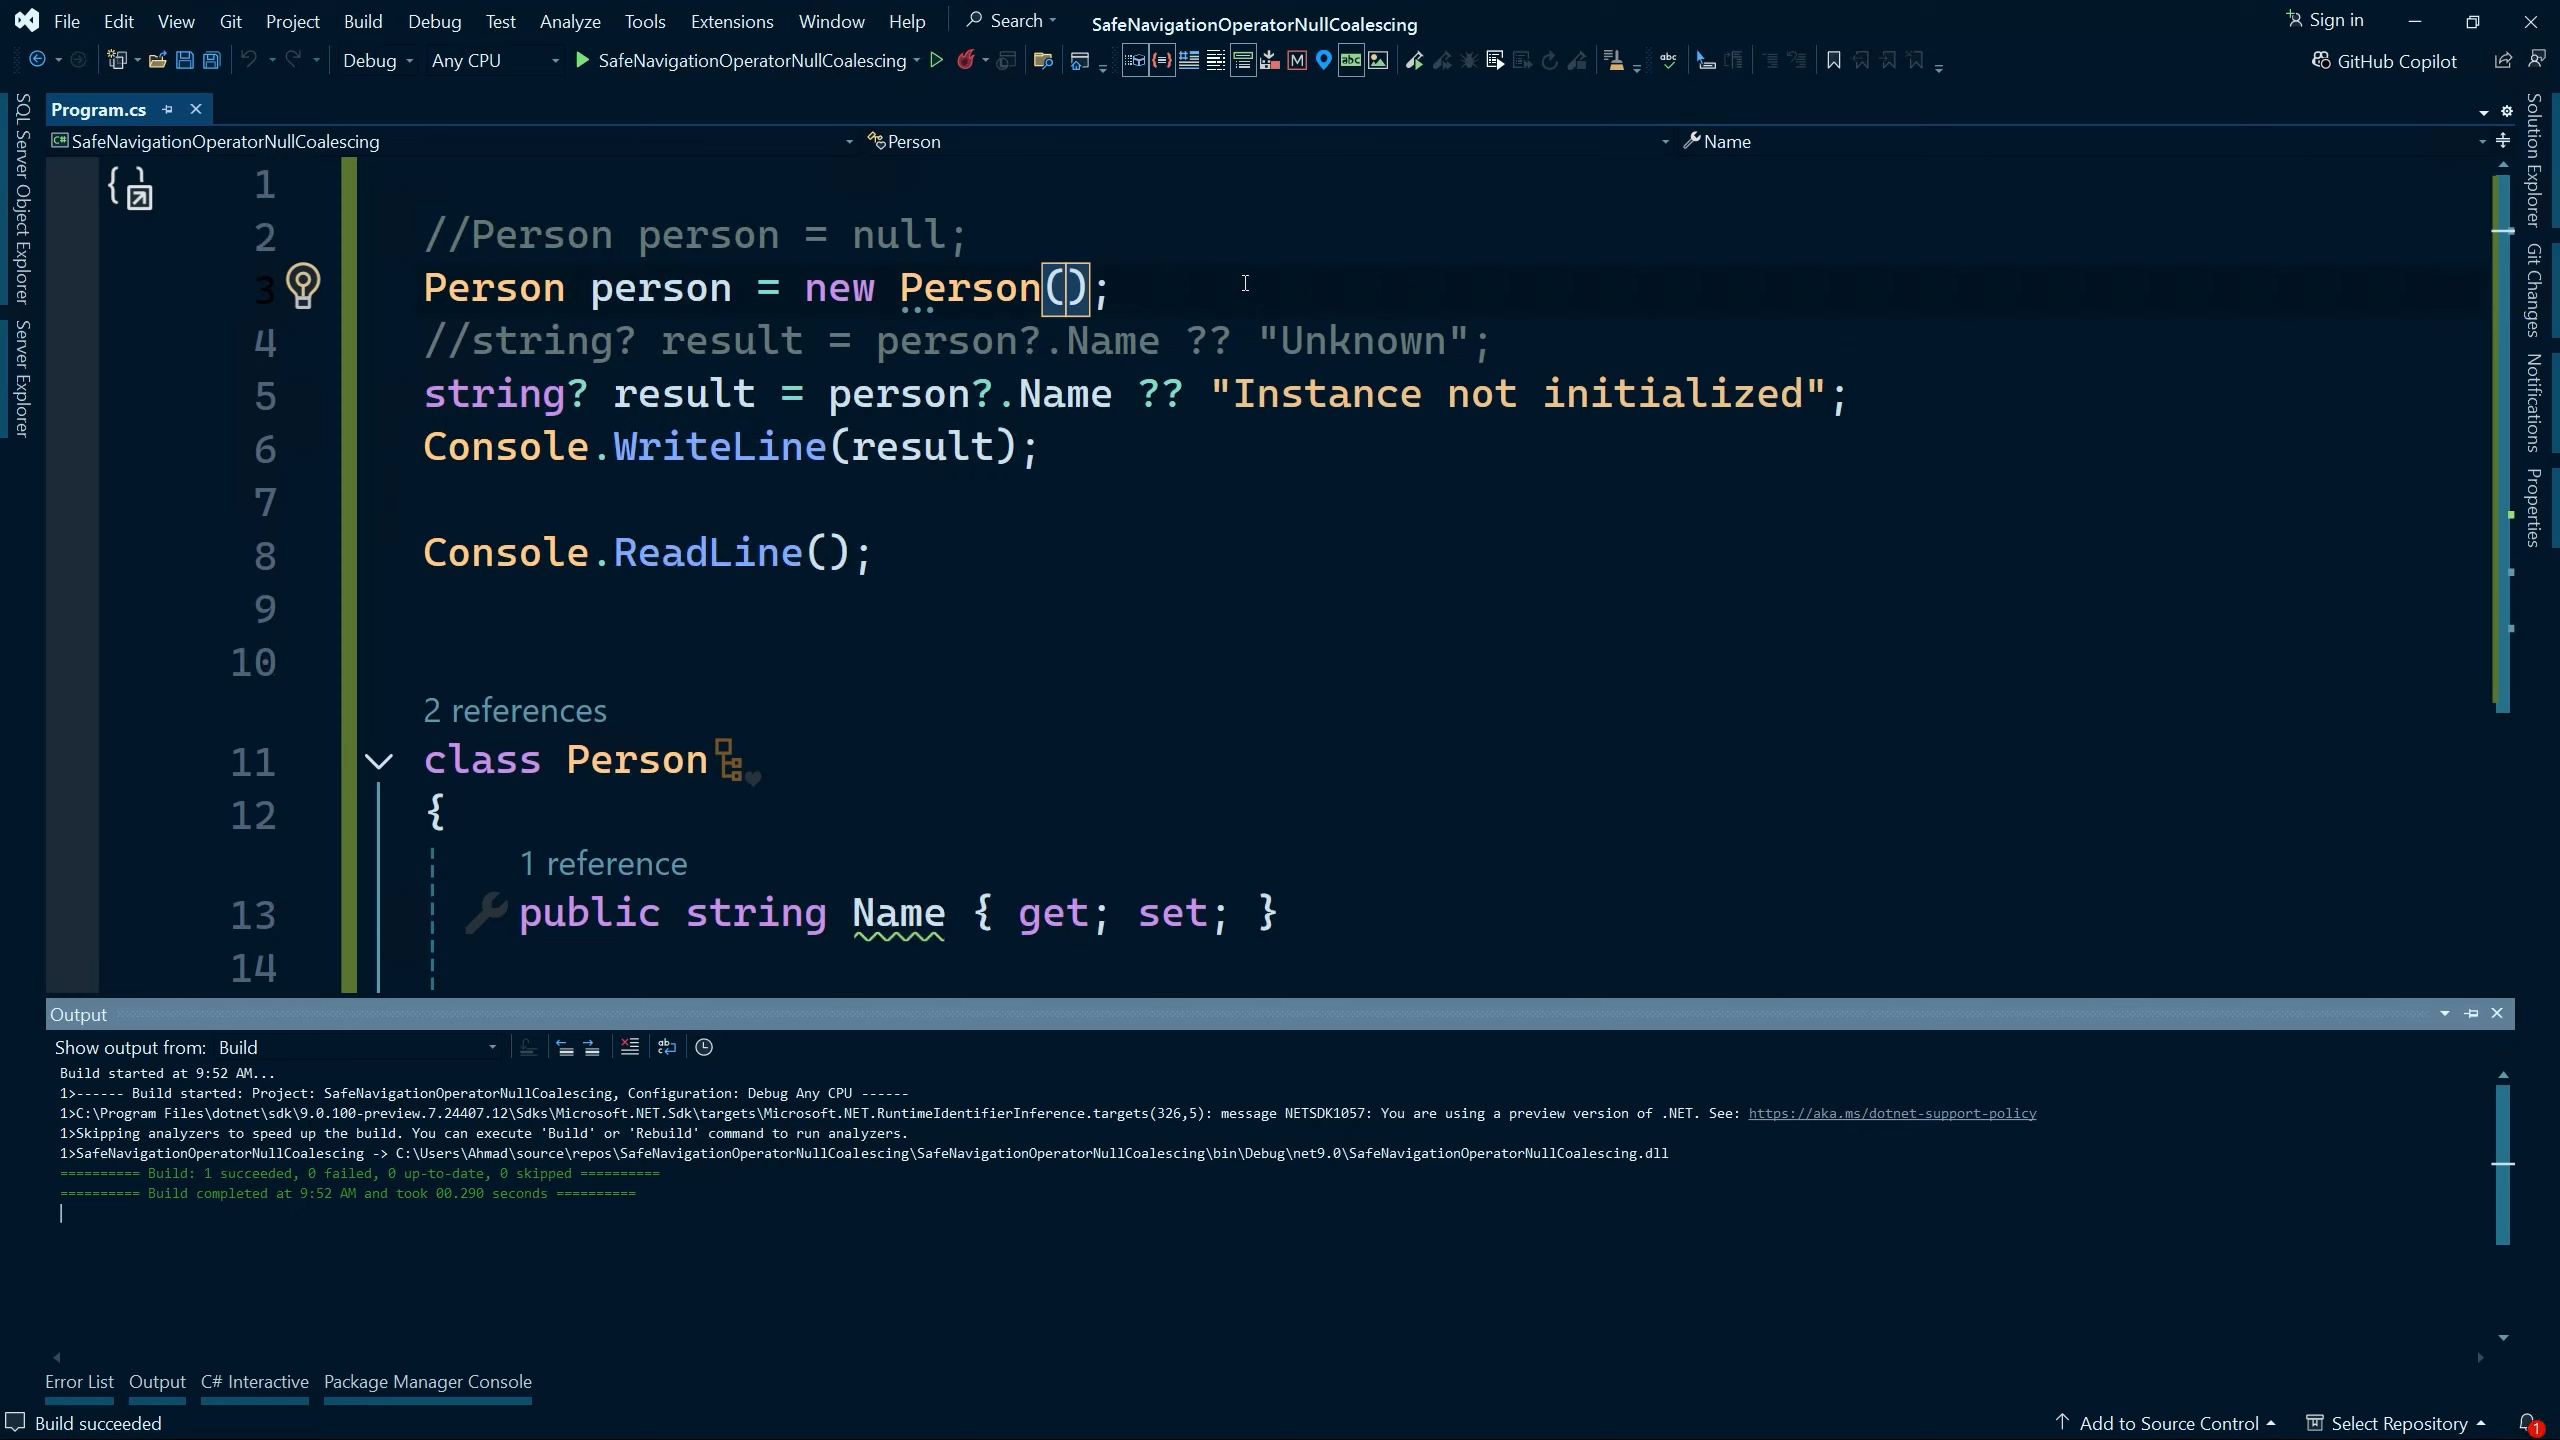 File Edit View Git Project Build Debug Test Analyze Tools Extensions Window Help Search SafeNavigationOperatorNullCoalescing Sign in
Debug Any CPU SafeNavigationOperatorNullCoalescing GitHub Copilot
Program.cs
SafeNavigationOperatorNullCoalescing Person Name
SQL Server Object Explorer
Server Explorer
Solution Explorer
Git Changes
Notifications
Properties
1
2 //Person person = null;
3 Person person = new Person();
4 //string? result = person?.Name ?? "Unknown";
5 string? result = person?.Name ?? "Instance not initialized";
6 Console.WriteLine(result);
7
8 Console.ReadLine();
9
10
2 references
11 class Person
12 {
1 reference
13 public string Name { get; set; }
14
Output
Show output from: Build
Build started at 9:52 AM...
1>------ Build started: Project: SafeNavigationOperatorNullCoalescing, Configuration: Debug Any CPU ------
1>C:\Program Files\dotnet\sdk\9.0.100-preview.7.24407.12\Sdks\Microsoft.NET.Sdk\targets\Microsoft.NET.RuntimeIdentifierInference.targets(326,5): message NETSDK1057: You are using a preview version of .NET. See: https://aka.ms/dotnet-support-policy
1>Skipping analyzers to speed up the build. You can execute 'Build' or 'Rebuild' command to run analyzers.
1>SafeNavigationOperatorNullCoalescing -> C:\Users\Ahmad\source\repos\SafeNavigationOperatorNullCoalescing\SafeNavigationOperatorNullCoalescing\bin\Debug\net9.0\SafeNavigationOperatorNullCoalescing.dll
========== Build: 1 succeeded, 0 failed, 0 up-to-date, 0 skipped ==========
========== Build completed at 9:52 AM and took 00.290 seconds ==========
Error List Output C# Interactive Package Manager Console
Build succeeded Add to Source Control Select Repository 1